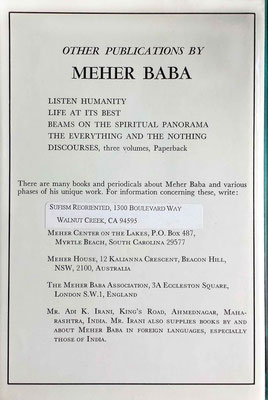 OTHER PUBLICATIONS BY
MEHER BABA
LISTEN HUMANITY
LIFE AT ITS BEST
BEAMS ON THE SPIRITUAL PANORAMA
THE EVERYTHING AND THE NOTHING
DISCOURSES, three volumes, Paperback
There are many books and periodicals about Meher Baba and various
phases of his unique work. For information concerning these, write:
SUFISM REORIENTED, 1300 BOULEVARD WAY
WALNUT CREEK, CA 94595
MEHER CENTER ON THE LAKES, P.O. BOX 487,
MYRTLE BEACH, SOUTH CAROLINA 29577
MEHER HOUSE, 12 KALIANNA CRESCENT, BEACON HILL,
NSW, 2100, AUSTRALIA
THE MEHER BABA ASSOCIATION, 3A ECCLESTON SQUARE,
LONDON S.W.1, ENGLAND
MR. ADI K. IRANI, KING'S ROAD, AHMEDNAGAR, MAHA-
RASHTRA, INDIA. MR. IRANI ALSO SUPPLIES BOOKS BY AND
ABOUT MEHER BABA IN FOREIGN LANGUAGES, ESPECIALLY
THOSE OF INDIA.